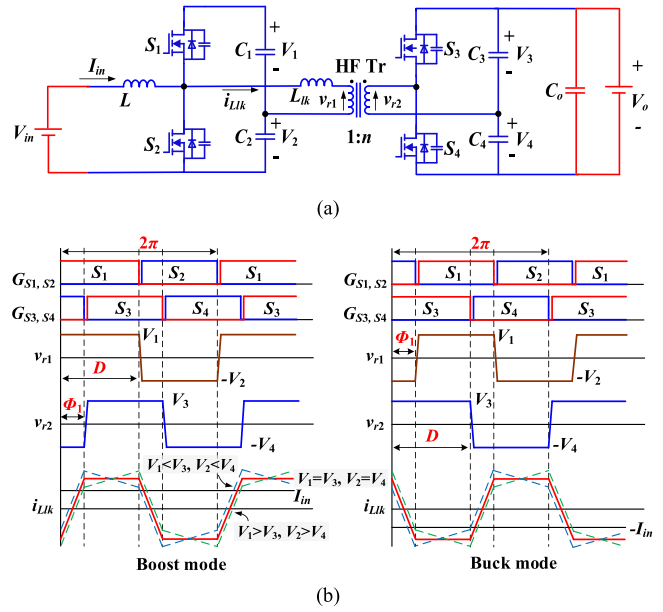 S1
C1
V1
+
-
Iin
L
iLlk
Llk
HF Tr
vr1
vr2
1:n
S3
C3
V3
+
-
Co
Vo
+
-
Vin
S2
C2
V2
+
-
S4
C4
V4
+
-
(a)
2π
GS1, S2
S1
S2
S1
GS3, S4
S3
S4
S3
vr1
V1
-V2
D
Φ1
vr2
V3
-V4
V1<V3, V2<V4
V1=V3, V2=V4
Iin
iLlk
V1>V3, V2>V4
Boost mode
2π
GS1, S2
S1
S2
S1
GS3, S4
S3
S4
S3
vr1
Φ1
V1
-V2
vr2
V3
-V4
D
iLlk
-Iin
Buck mode
(b)